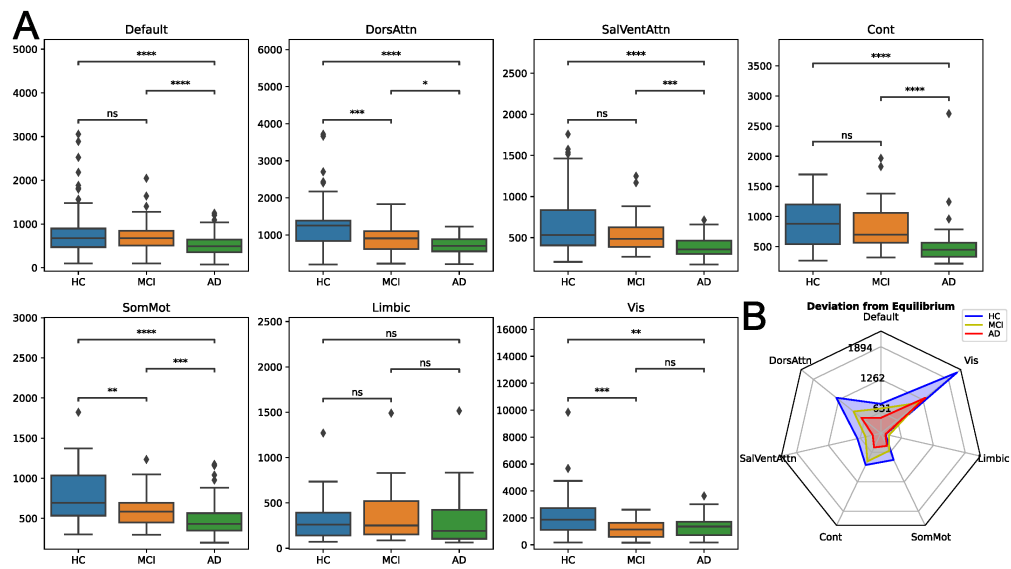 A
Default
DorsAttn
SalVentAttn
Cont
5000
4000
3000
2000
1000
0
****
****
ns
HC MCI AD
6000
5000
4000
3000
2000
1000
****
*
***
HC MCI AD
2500
2000
1500
1000
500
****
***
ns
HC MCI AD
3500
3000
2500
2000
1500
1000
500
****
****
ns
HC MCI AD
SomMot
Limbic
Vis
3000
2500
2000
1500
1000
500
****
***
**
HC MCI AD
2500
2000
1500
1000
500
0
ns
ns
ns
HC MCI AD
16000
14000
12000
10000
8000
6000
4000
2000
0
**
ns
***
HC MCI AD
B
Deviation from Equilibrium
Default
HC
MCI
AD
1894
1262
631
DorsAttn
Vis
SalVentAttn
Limbic
Cont
SomMot